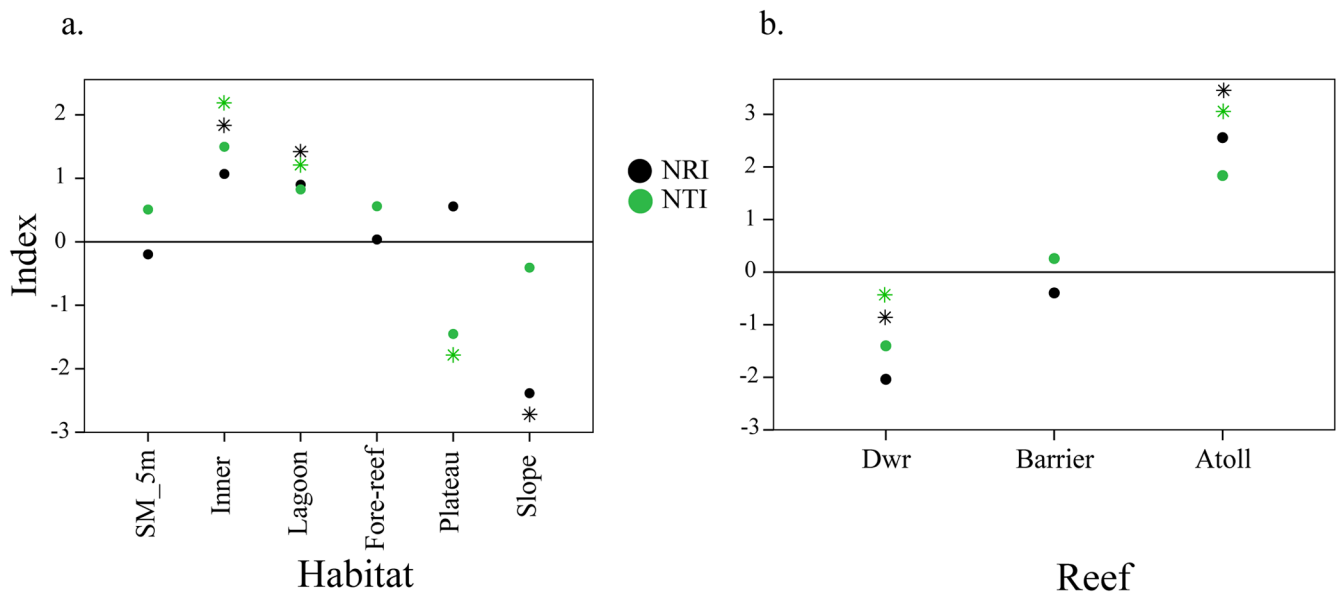 a.
Index
2
1
0
-1
-2
-3
SM_5m
Inner
Lagoon
Fore-reef
Plateau
Slope
Habitat
NRI
NTI
b.
3
2
1
0
-1
-2
-3
Dwr
Barrier
Atoll
Reef